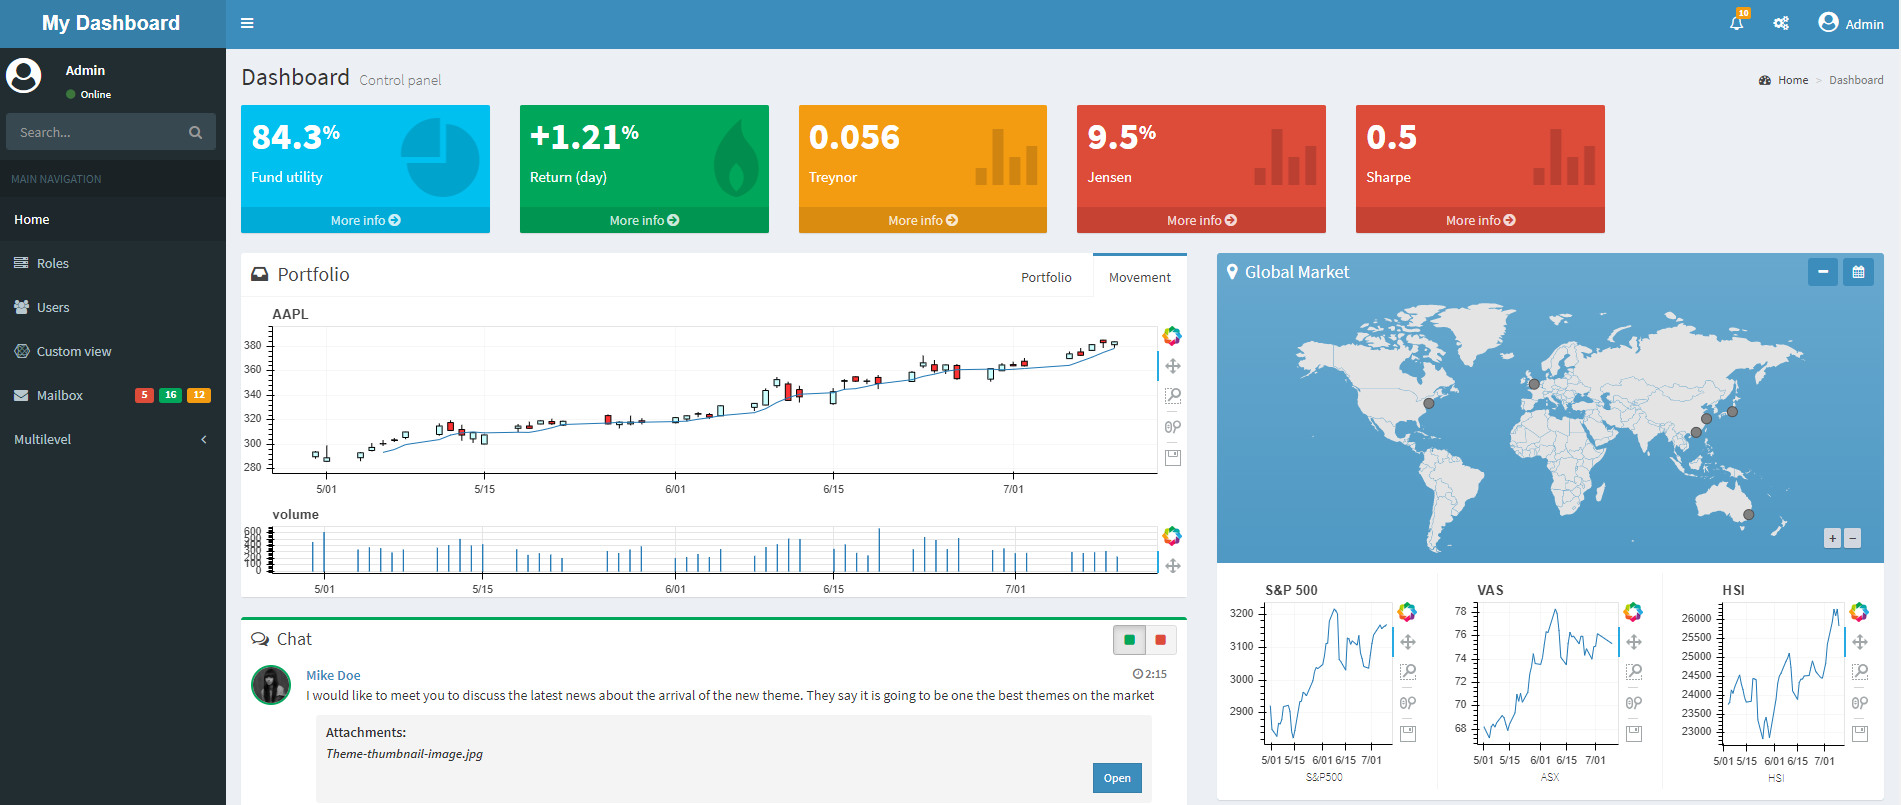 My Dashboard
10
Admin
Admin
Online
Search...
MAIN NAVIGATION
Home
Roles
Users
Custom view
Mailbox 5 16 12
Multilevel
Dashboard Control panel
Home > Dashboard
84.3%
Fund utility
More info
+1.21%
Return (day)
More info
0.056
Treynor
More info
9.5%
Jensen
More info
0.5
Sharpe
More info
Portfolio
Portfolio
Movement
AAPL
380
360
340
320
300
280
5/01 5/15 6/01 6/15 7/01
volume
600
500
400
300
200
100
0
5/01 5/15 6/01 6/15 7/01
Chat
Mike Doe
2:15
I would like to meet you to discuss the latest news about the arrival of the new theme. They say it is going to be one the best themes on the market
Attachments:
Theme-thumbnail-image.jpg
Open
Global Market
+ −
S&P 500
3200
3100
3000
2900
5/01 5/15 6/01 6/15 7/01
S&P500
VAS
78
76
74
72
70
68
5/01 5/15 6/01 6/15 7/01
ASX
HSI
26000
25500
25000
24500
24000
23500
23000
5/01 5/15 6/01 6/15 7/01
HSI